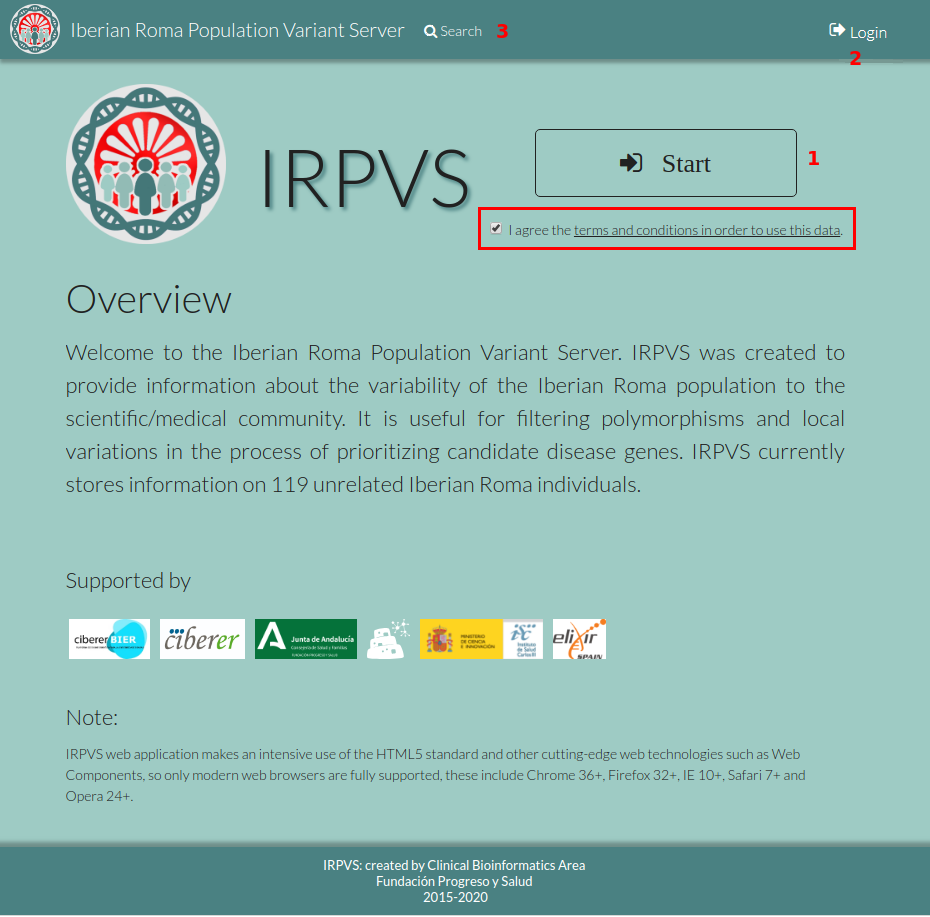 Iberian Roma Population Variant Server
Search
3
Login
2
IRPVS
Start
1
I agree the terms and conditions in order to use this data.
Overview
Welcome to the Iberian Roma Population Variant Server. IRPVS was created to
provide information about the variability of the Iberian Roma population to the
scientific/medical community. It is useful for filtering polymorphisms and local
variations in the process of prioritizing candidate disease genes. IRPVS currently
stores information on 119 unrelated Iberian Roma individuals.
Supported by
ciberer BIER
ciberer
Junta de Andalucía
Consejería de Salud y Familias
FUNDACIÓN PROGRESO Y SALUD
MINISTERIO
DE CIENCIA
E INNOVACIÓN
Instituto
de Salud
Carlos III
elixir
SPAIN
Note:
IRPVS web application makes an intensive use of the HTML5 standard and other cutting-edge web technologies such as Web
Components, so only modern web browsers are fully supported, these include Chrome 36+, Firefox 32+, IE 10+, Safari 7+ and
Opera 24+.
IRPVS: created by Clinical Bioinformatics Area
Fundación Progreso y Salud
2015-2020